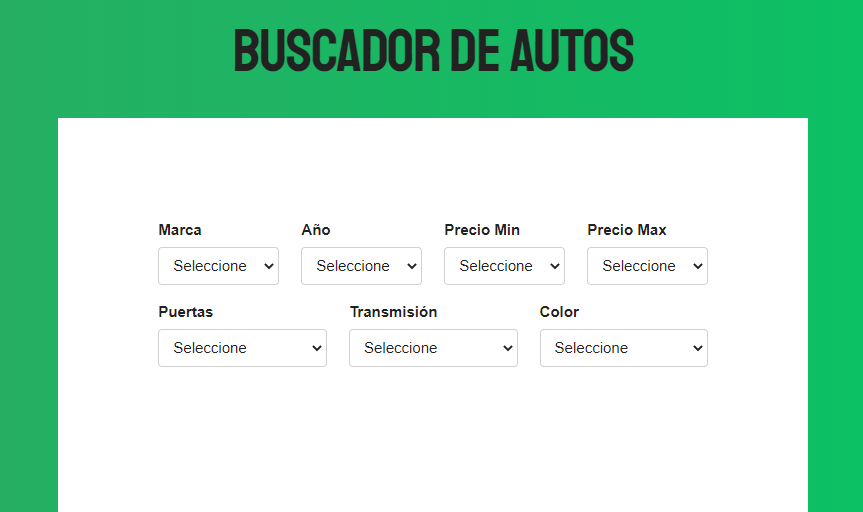 BUSCADOR DE AUTOS
Marca Año Precio Min Precio Max
Seleccione Seleccione Seleccione Seleccione
Puertas Transmisión Color
Seleccione Seleccione Seleccione